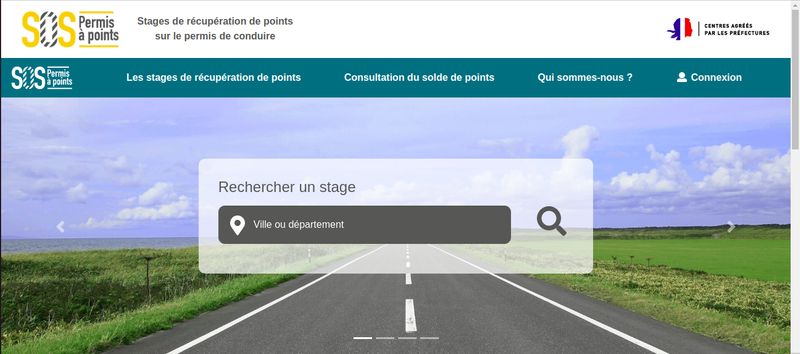 SOS Permis à points
Stages de récupération de points
sur le permis de conduire
CENTRES AGRÉÉS
PAR LES PRÉFECTURES
SOS Permis à points
Les stages de récupération de points
Consultation du solde de points
Qui sommes-nous ?
Connexion
Rechercher un stage
Ville ou département